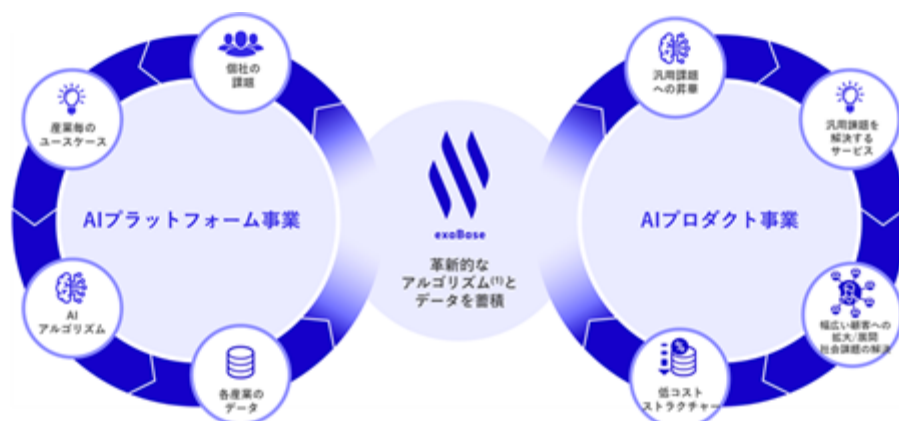 個社の
課題
産業毎の
ユースケース
AIプラットフォーム事業
AI
アルゴリズム
各産業の
データ
exaBase
革新的な
アルゴリズム(1)と
データを蓄積
汎用課題
への昇華
汎用課題を
解決する
サービス
AIプロダクト事業
幅広い顧客への
拡大/展開
社会課題の解決
低コスト
ストラクチャー